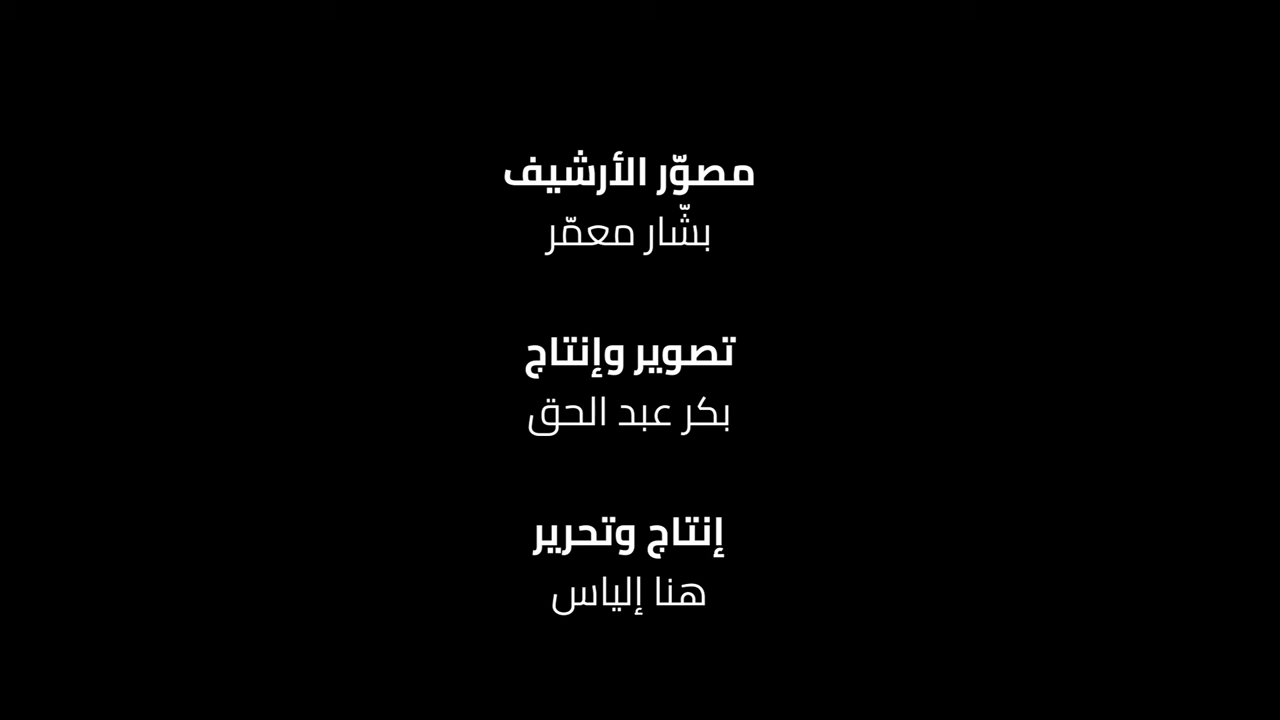 مصوّر الأرشيف
بشّار معمّر
تصوير وإنتاج
بكر عبد الحق
إنتاج وتحرير
هنا إلياس